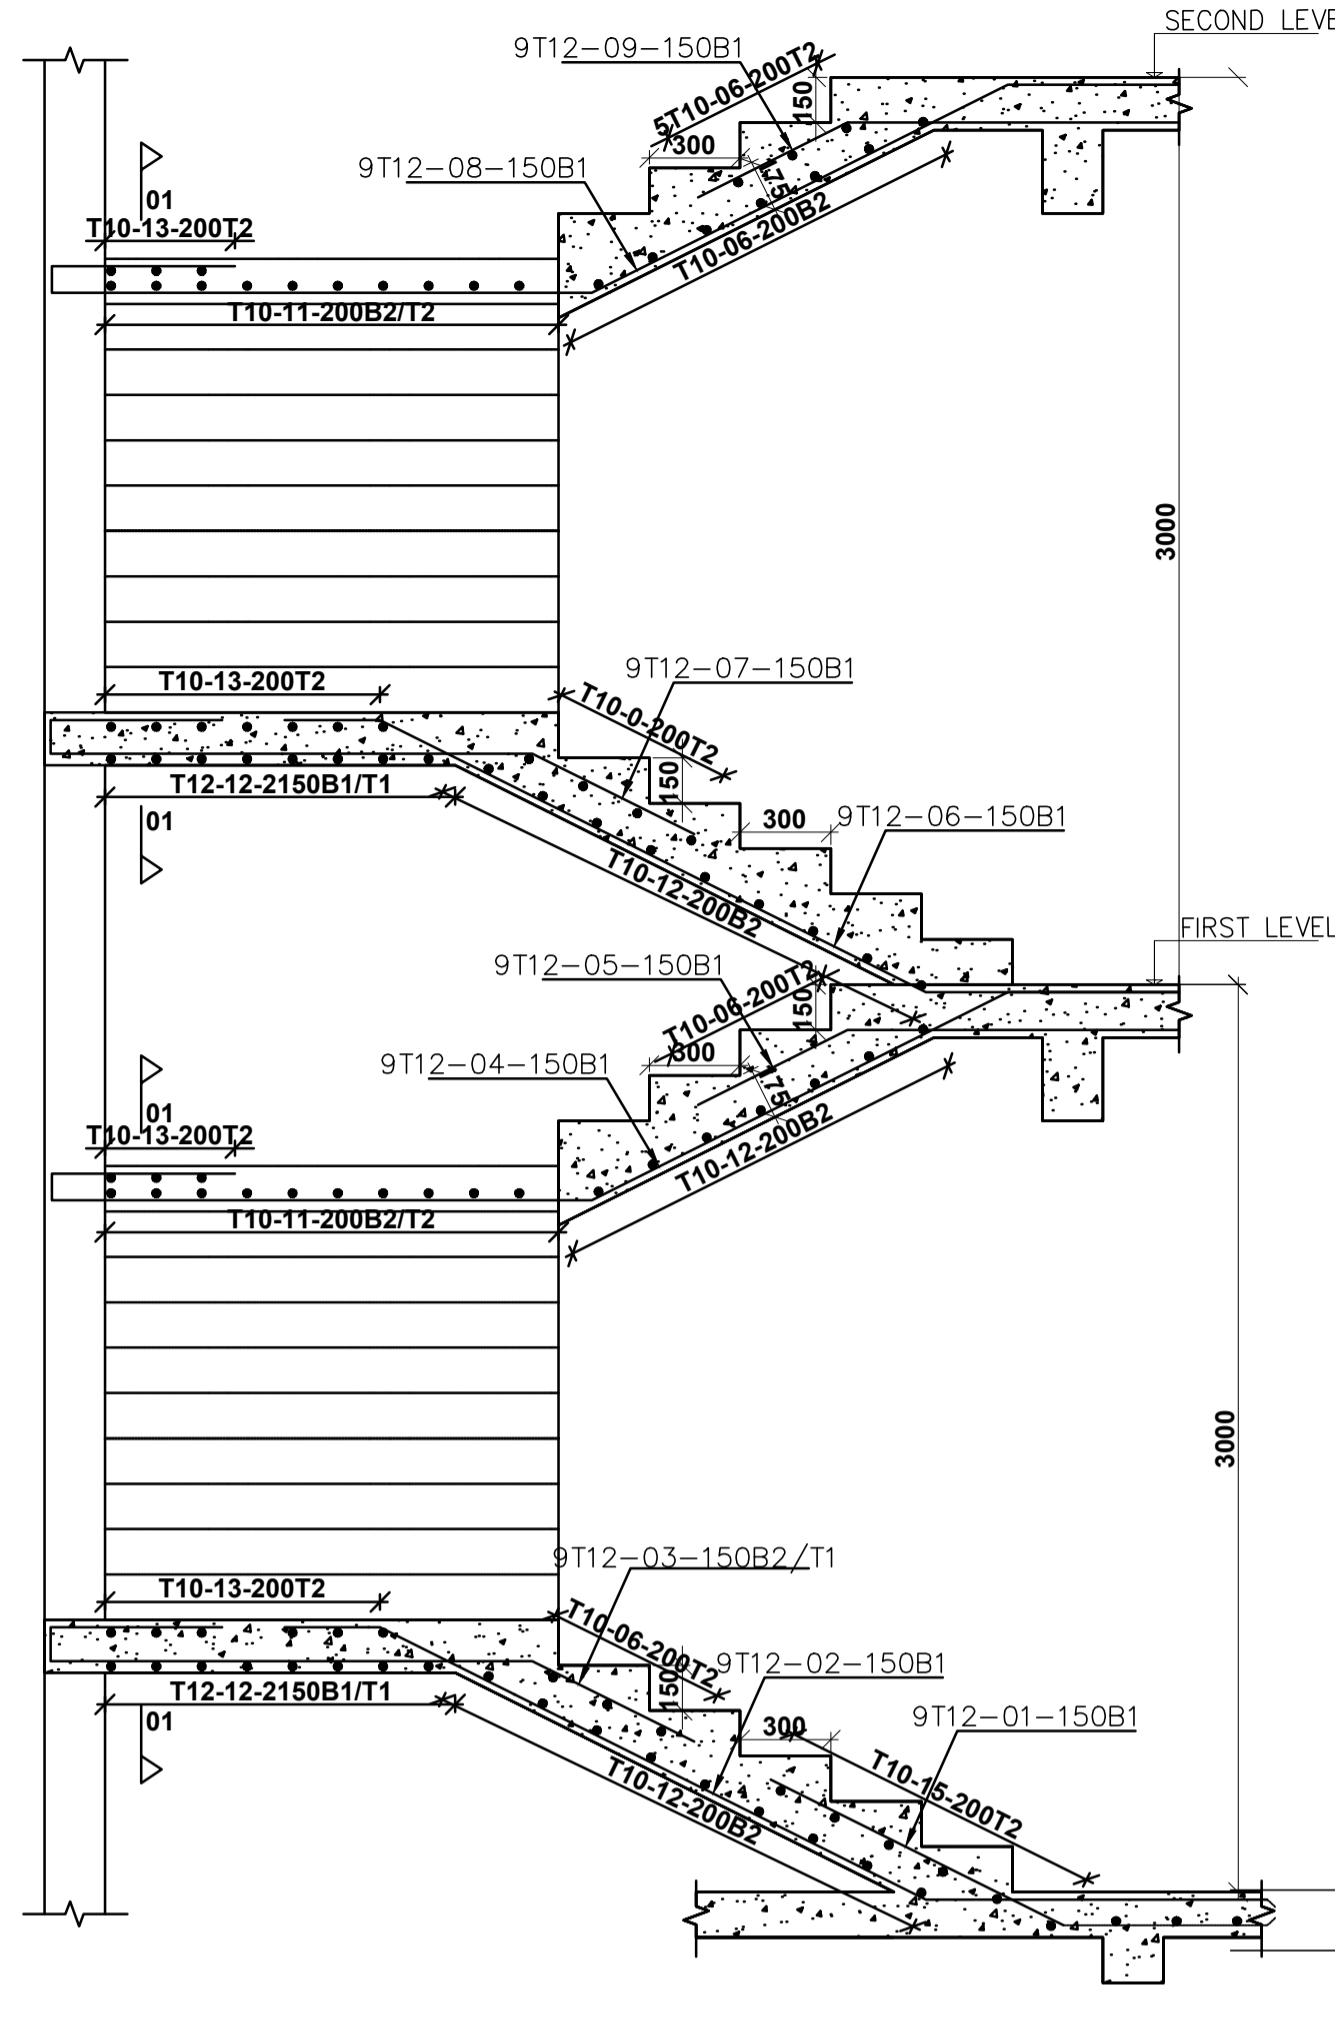 SECOND LEVE
9T12-09-150B1
5T10-06-200T2
150
300
9T12-08-150B1
175
01
T10-13-200T2
T10-06-200B2
T10-11-200B2/T2
3000
9T12-07-150B1
T10-13-200T2
T10-0-200T2
150
T12-12-2150B1/T1
300
9T12-06-150B1
01
T10-12-200B2
FIRST LEVEL
9T12-05-150B1
T10-06-200T2
150
300
9T12-04-150B1
175
01
T10-13-200T2
T10-12-200B2
T10-11-200B2/T2
3000
9T12-03-150B2/T1
T10-13-200T2
T10-06-200T2
9T12-02-150B1
150
T12-12-2150B1/T1
01
300
9T12-01-150B1
T10-15-200T2
T10-12-200B2